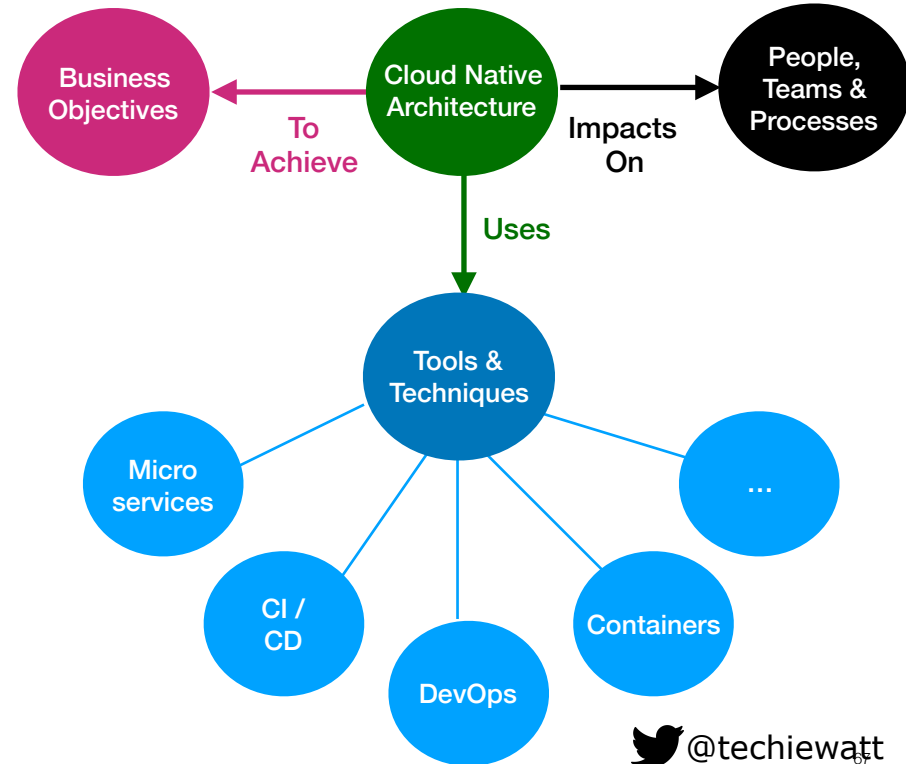 Business
Objectives
Cloud Native
Architecture
People,
Teams &
Processes
To
Achieve
Impacts
On
Uses
Tools &
Techniques
Micro
services
...
CI /
CD
Containers
DevOps
@techiewatt
67